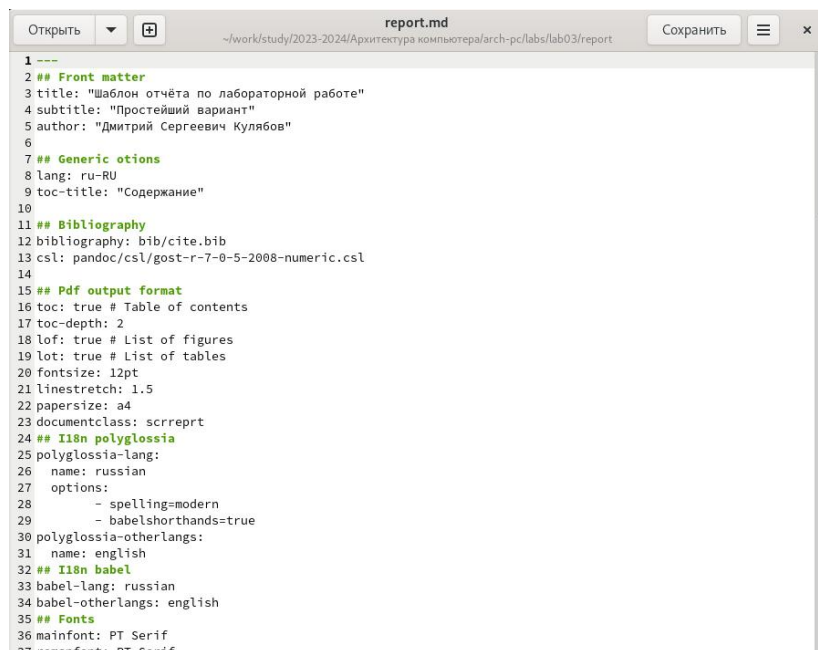 Открыть
report.md
~/work/study/2023-2024/Архитектура компьютера/arch-pc/labs/lab03/report
Сохранить
1 ---
2 ## Front matter
3 title: "Шаблон отчёта по лабораторной работе"
4 subtitle: "Простейший вариант"
5 author: "Дмитрий Сергеевич Кулябов"
6
7 ## Generic otions
8 lang: ru-RU
9 toc-title: "Содержание"
10
11 ## Bibliography
12 bibliography: bib/cite.bib
13 csl: pandoc/csl/gost-r-7-0-5-2008-numeric.csl
14
15 ## Pdf output format
16 toc: true # Table of contents
17 toc-depth: 2
18 lof: true # List of figures
19 lot: true # List of tables
20 fontsize: 12pt
21 linestretch: 1.5
22 papersize: a4
23 documentclass: scrreprt
24 ## I18n polyglossia
25 polyglossia-lang:
26   name: russian
27   options:
28         - spelling=modern
29         - babelshorthands=true
30 polyglossia-otherlangs:
31   name: english
32 ## I18n babel
33 babel-lang: russian
34 babel-otherlangs: english
35 ## Fonts
36 mainfont: PT Serif